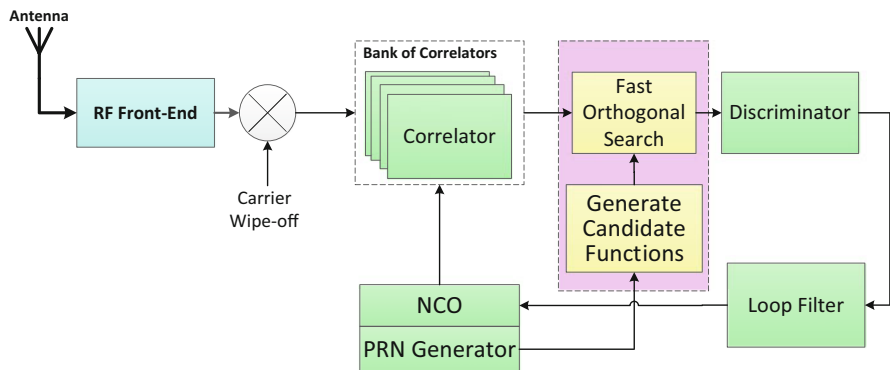 Antenna
RF Front-End
Carrier
Wipe-off
Bank of Correlators
Correlator
Fast
Orthogonal
Search
Generate
Candidate
Functions
Discriminator
Loop Filter
NCO
PRN Generator